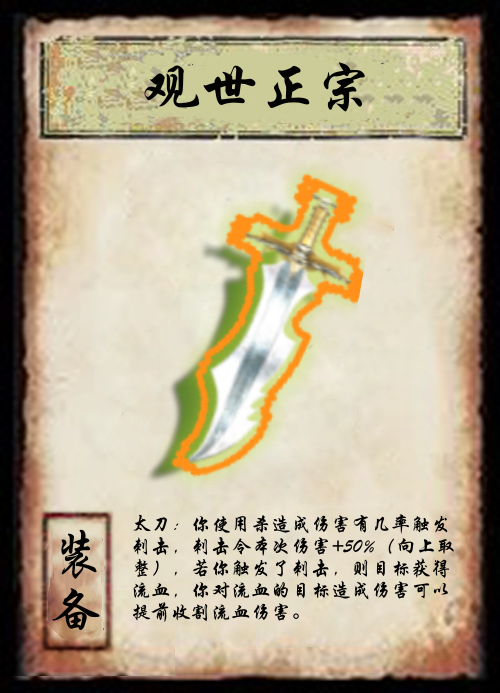 观世正宗
太刀：你使用杀造成伤害有几率触发
刺击，刺击令本次伤害+50%（向上取
整），若你触发了刺击，则目标获得
流血，你对流血的目标造成伤害可以
提前收割流血伤害。
装备